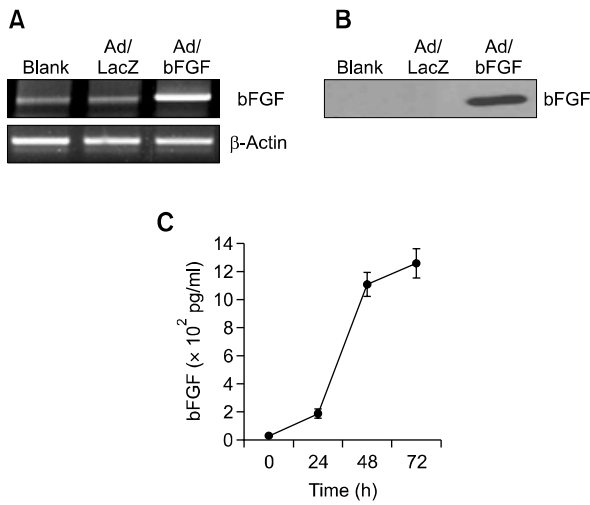 A
Blank
Ad/
LacZ
Ad/
bFGF
bFGF
β-Actin
B
Blank
Ad/
LacZ
Ad/
bFGF
bFGF
C
bFGF (× 10² pg/ml)
14
12
10
8
6
4
2
0
0 24 48 72
Time (h)